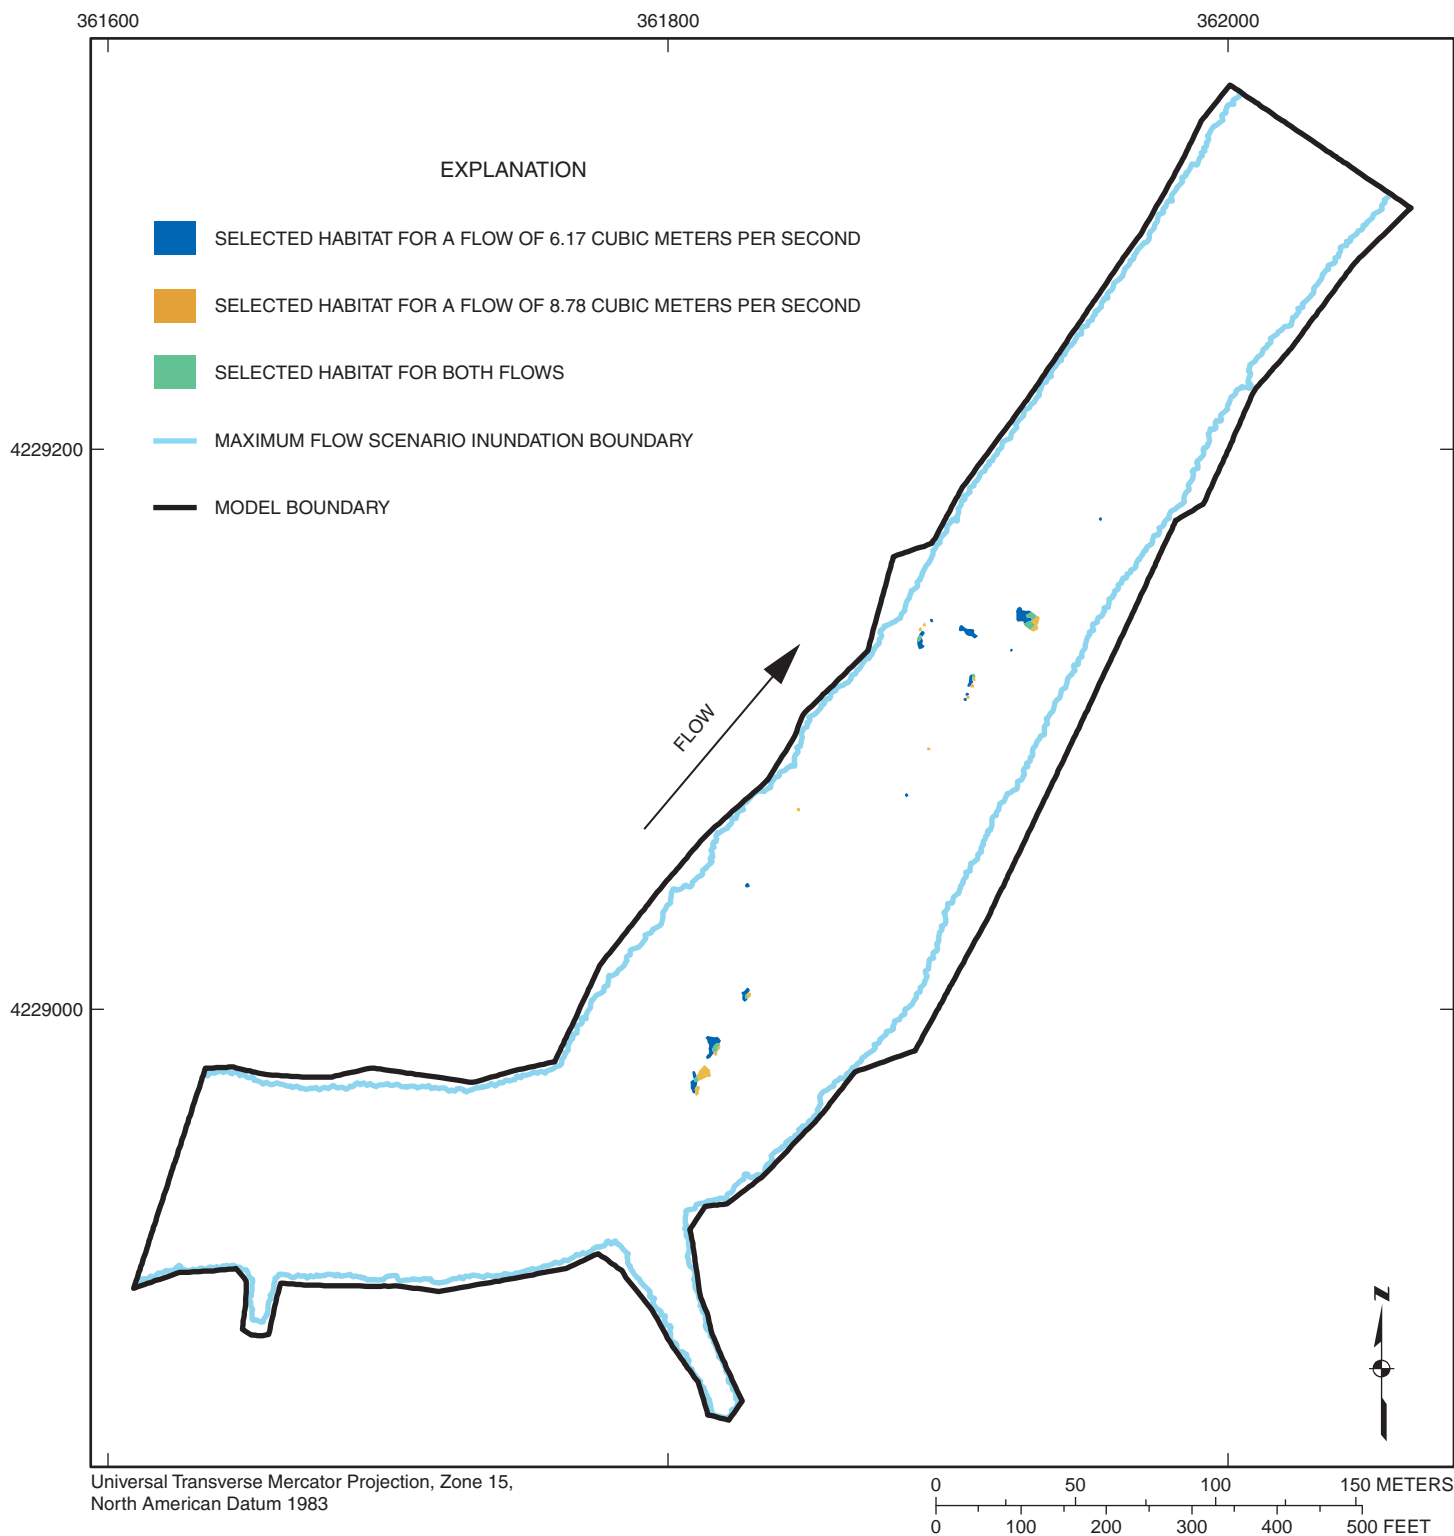 361600 361800 362000
EXPLANATION
SELECTED HABITAT FOR A FLOW OF 6.17 CUBIC METERS PER SECOND
SELECTED HABITAT FOR A FLOW OF 8.78 CUBIC METERS PER SECOND
SELECTED HABITAT FOR BOTH FLOWS
MAXIMUM FLOW SCENARIO INUNDATION BOUNDARY
MODEL BOUNDARY
4229200
FLOW
4229000
N
Universal Transverse Mercator Projection, Zone 15,
North American Datum 1983
0 50 100 150 METERS
0 100 200 300 400 500 FEET